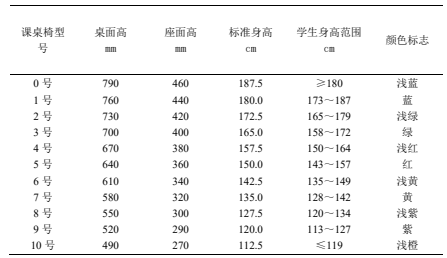 课桌椅型号 桌面高 mm 座面高 mm 标准身高 cm 学生身高范围 cm 颜色标志
0 号 790 460 187.5 ≥180 浅蓝
1 号 760 440 180.0 173～187 蓝
2 号 730 420 172.5 165～179 浅绿
3 号 700 400 165.0 158～172 绿
4 号 670 380 157.5 150～164 浅红
5 号 640 360 150.0 143～157 红
6 号 610 340 142.5 135～149 浅黄
7 号 580 320 135.0 128～142 黄
8 号 550 300 127.5 120～134 浅紫
9 号 520 290 120.0 113～127 紫
10 号 490 270 112.5 ≤119 浅橙